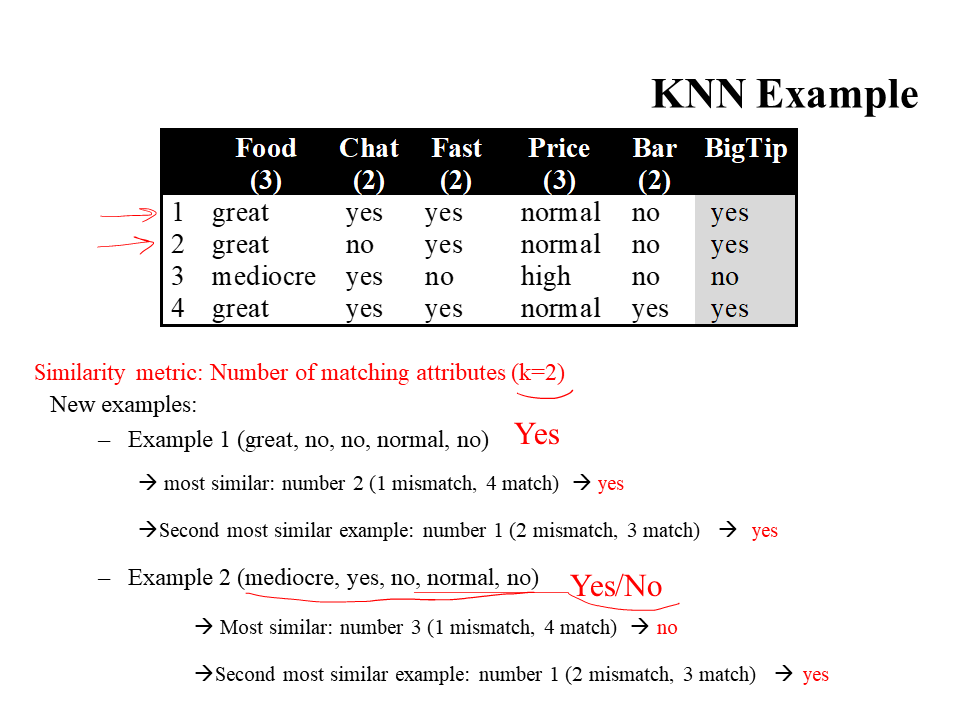 KNN Example
Food Chat Fast Price Bar BigTip
(3) (2) (2) (3) (2)
1 great yes yes normal no yes
2 great no yes normal no yes
3 mediocre yes no high no no
4 great yes yes normal yes yes
Similarity metric: Number of matching attributes (k=2)
New examples:
– Example 1 (great, no, no, normal, no) Yes
→ most similar: number 2 (1 mismatch, 4 match) → yes
→Second most similar example: number 1 (2 mismatch, 3 match) → yes
– Example 2 (mediocre, yes, no, normal, no) Yes/No
→ Most similar: number 3 (1 mismatch, 4 match) → no
→Second most similar example: number 1 (2 mismatch, 3 match) → yes